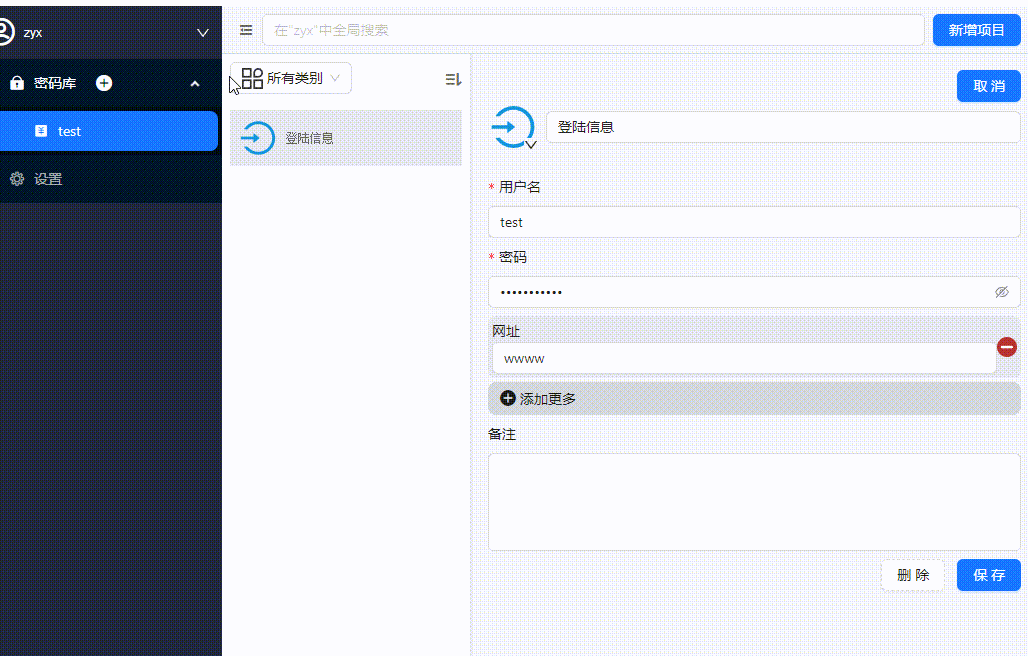 zyx
在"zyx"中全局搜索
新增项目
密码库
test
设置
所有类别
登陆信息
取 消
登陆信息
* 用户名
test
* 密码
•••••••••••
网址
wwww
添加更多
备注
删 除
保 存